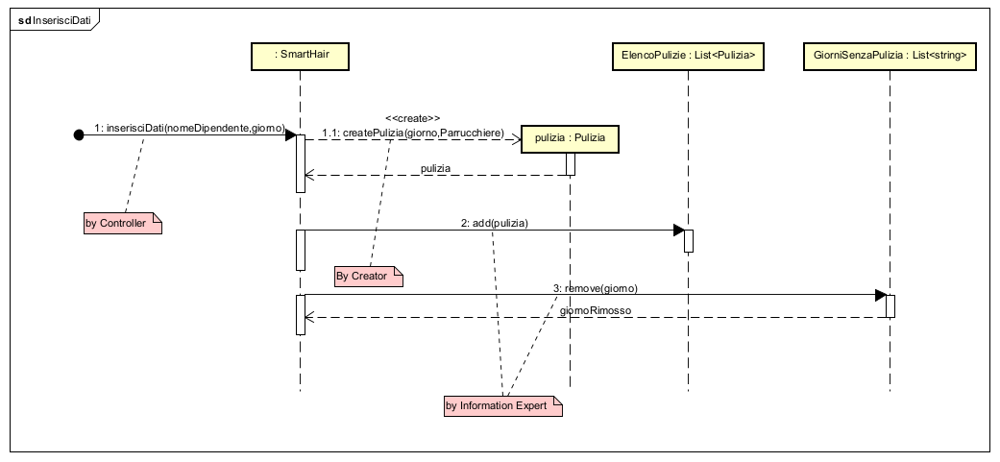 sd InserisciDati
: SmartHair
ElencoPulizie : List<Pulizia>
GiorniSenzaPulizia : List<string>
<<create>>
1: inserisciDati(nomeDipendente,giorno)
1.1: createPulizia(giorno,Parrucchiere)
pulizia : Pulizia
pulizia
by Controller
2: add(pulizia)
By Creator
3: remove(giorno)
giornoRimosso
by Information Expert